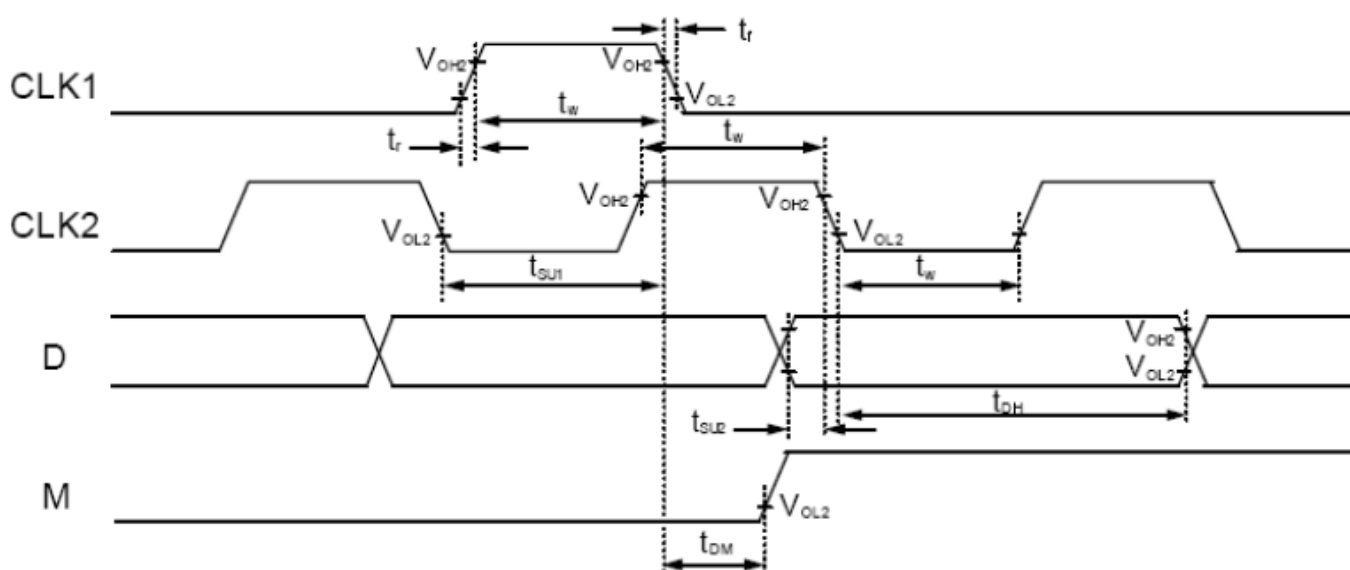 tr
VOH2 VOH2
CLK1
VOL2
tw
tr
tw
VOH2 VOH2
CLK2
VOL2 VOL2
tSU1 tw
D
VOH2
VOL2
tSU2 tDH
M
VOL2
tDM